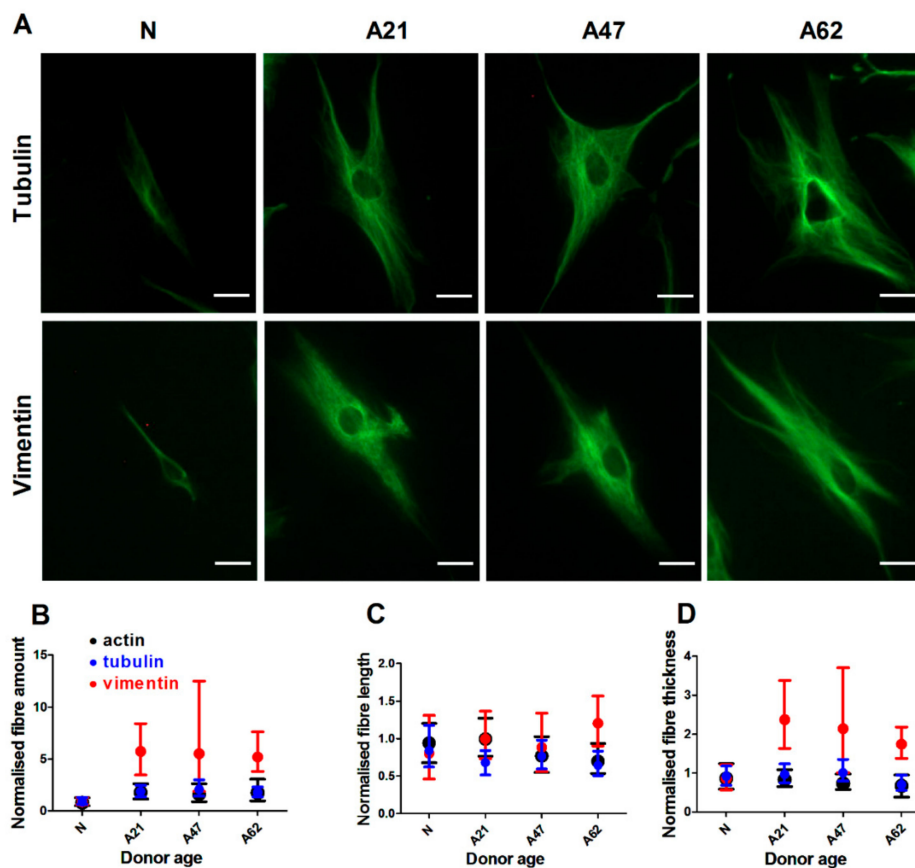 A
N
A21
A47
A62
Tubulin
Vimentin
B
actin
tubulin
vimentin
Normalised fibre amount
15
10
5
0
N
A21
A47
A62
Donor age
C
Normalised fibre length
2.0
1.5
1.0
0.5
0.0
N
A21
A47
A62
Donor age
D
Normalised fibre thickness
4
3
2
1
0
N
A21
A47
A62
Donor age